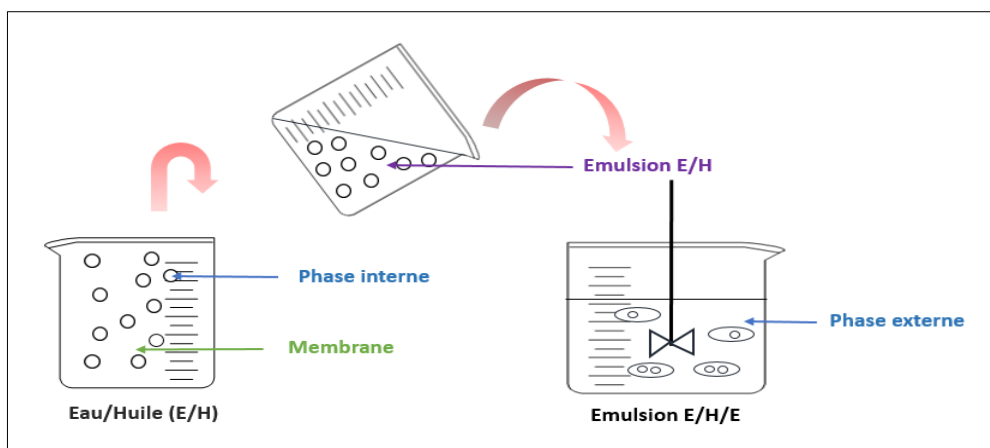 Emulsion E/H
Phase interne
Phase externe
Membrane
Eau/Huile (E/H)
Emulsion E/H/E